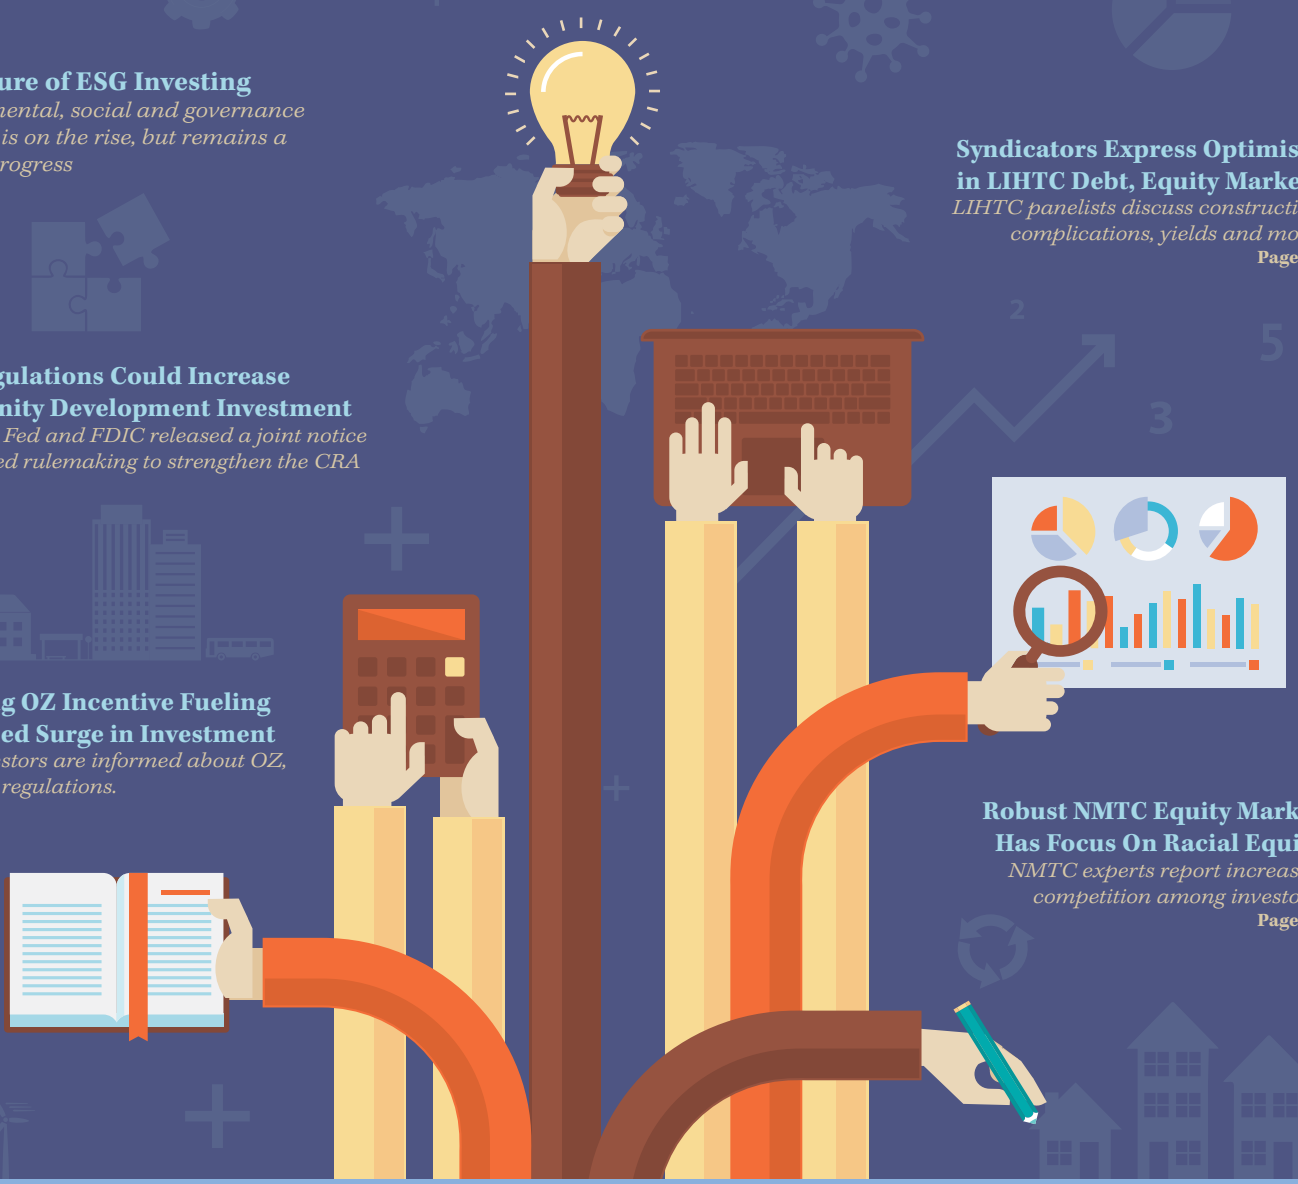 ure of ESG Investing
mental, social and governance
is on the rise, but remains a
rogress
Syndicators Express Optimis
in LIHTC Debt, Equity Marke
LIHTC panelists discuss constructi
complications, yields and mo
Page
2
5
3
gulations Could Increase
nity Development Investment
Fed and FDIC released a joint notice
ed rulemaking to strengthen the CRA
g OZ Incentive Fueling
ed Surge in Investment
estors are informed about OZ,
regulations.
Robust NMTC Equity Mark
Has Focus On Racial Equi
NMTC experts report increas
competition among investo
Page